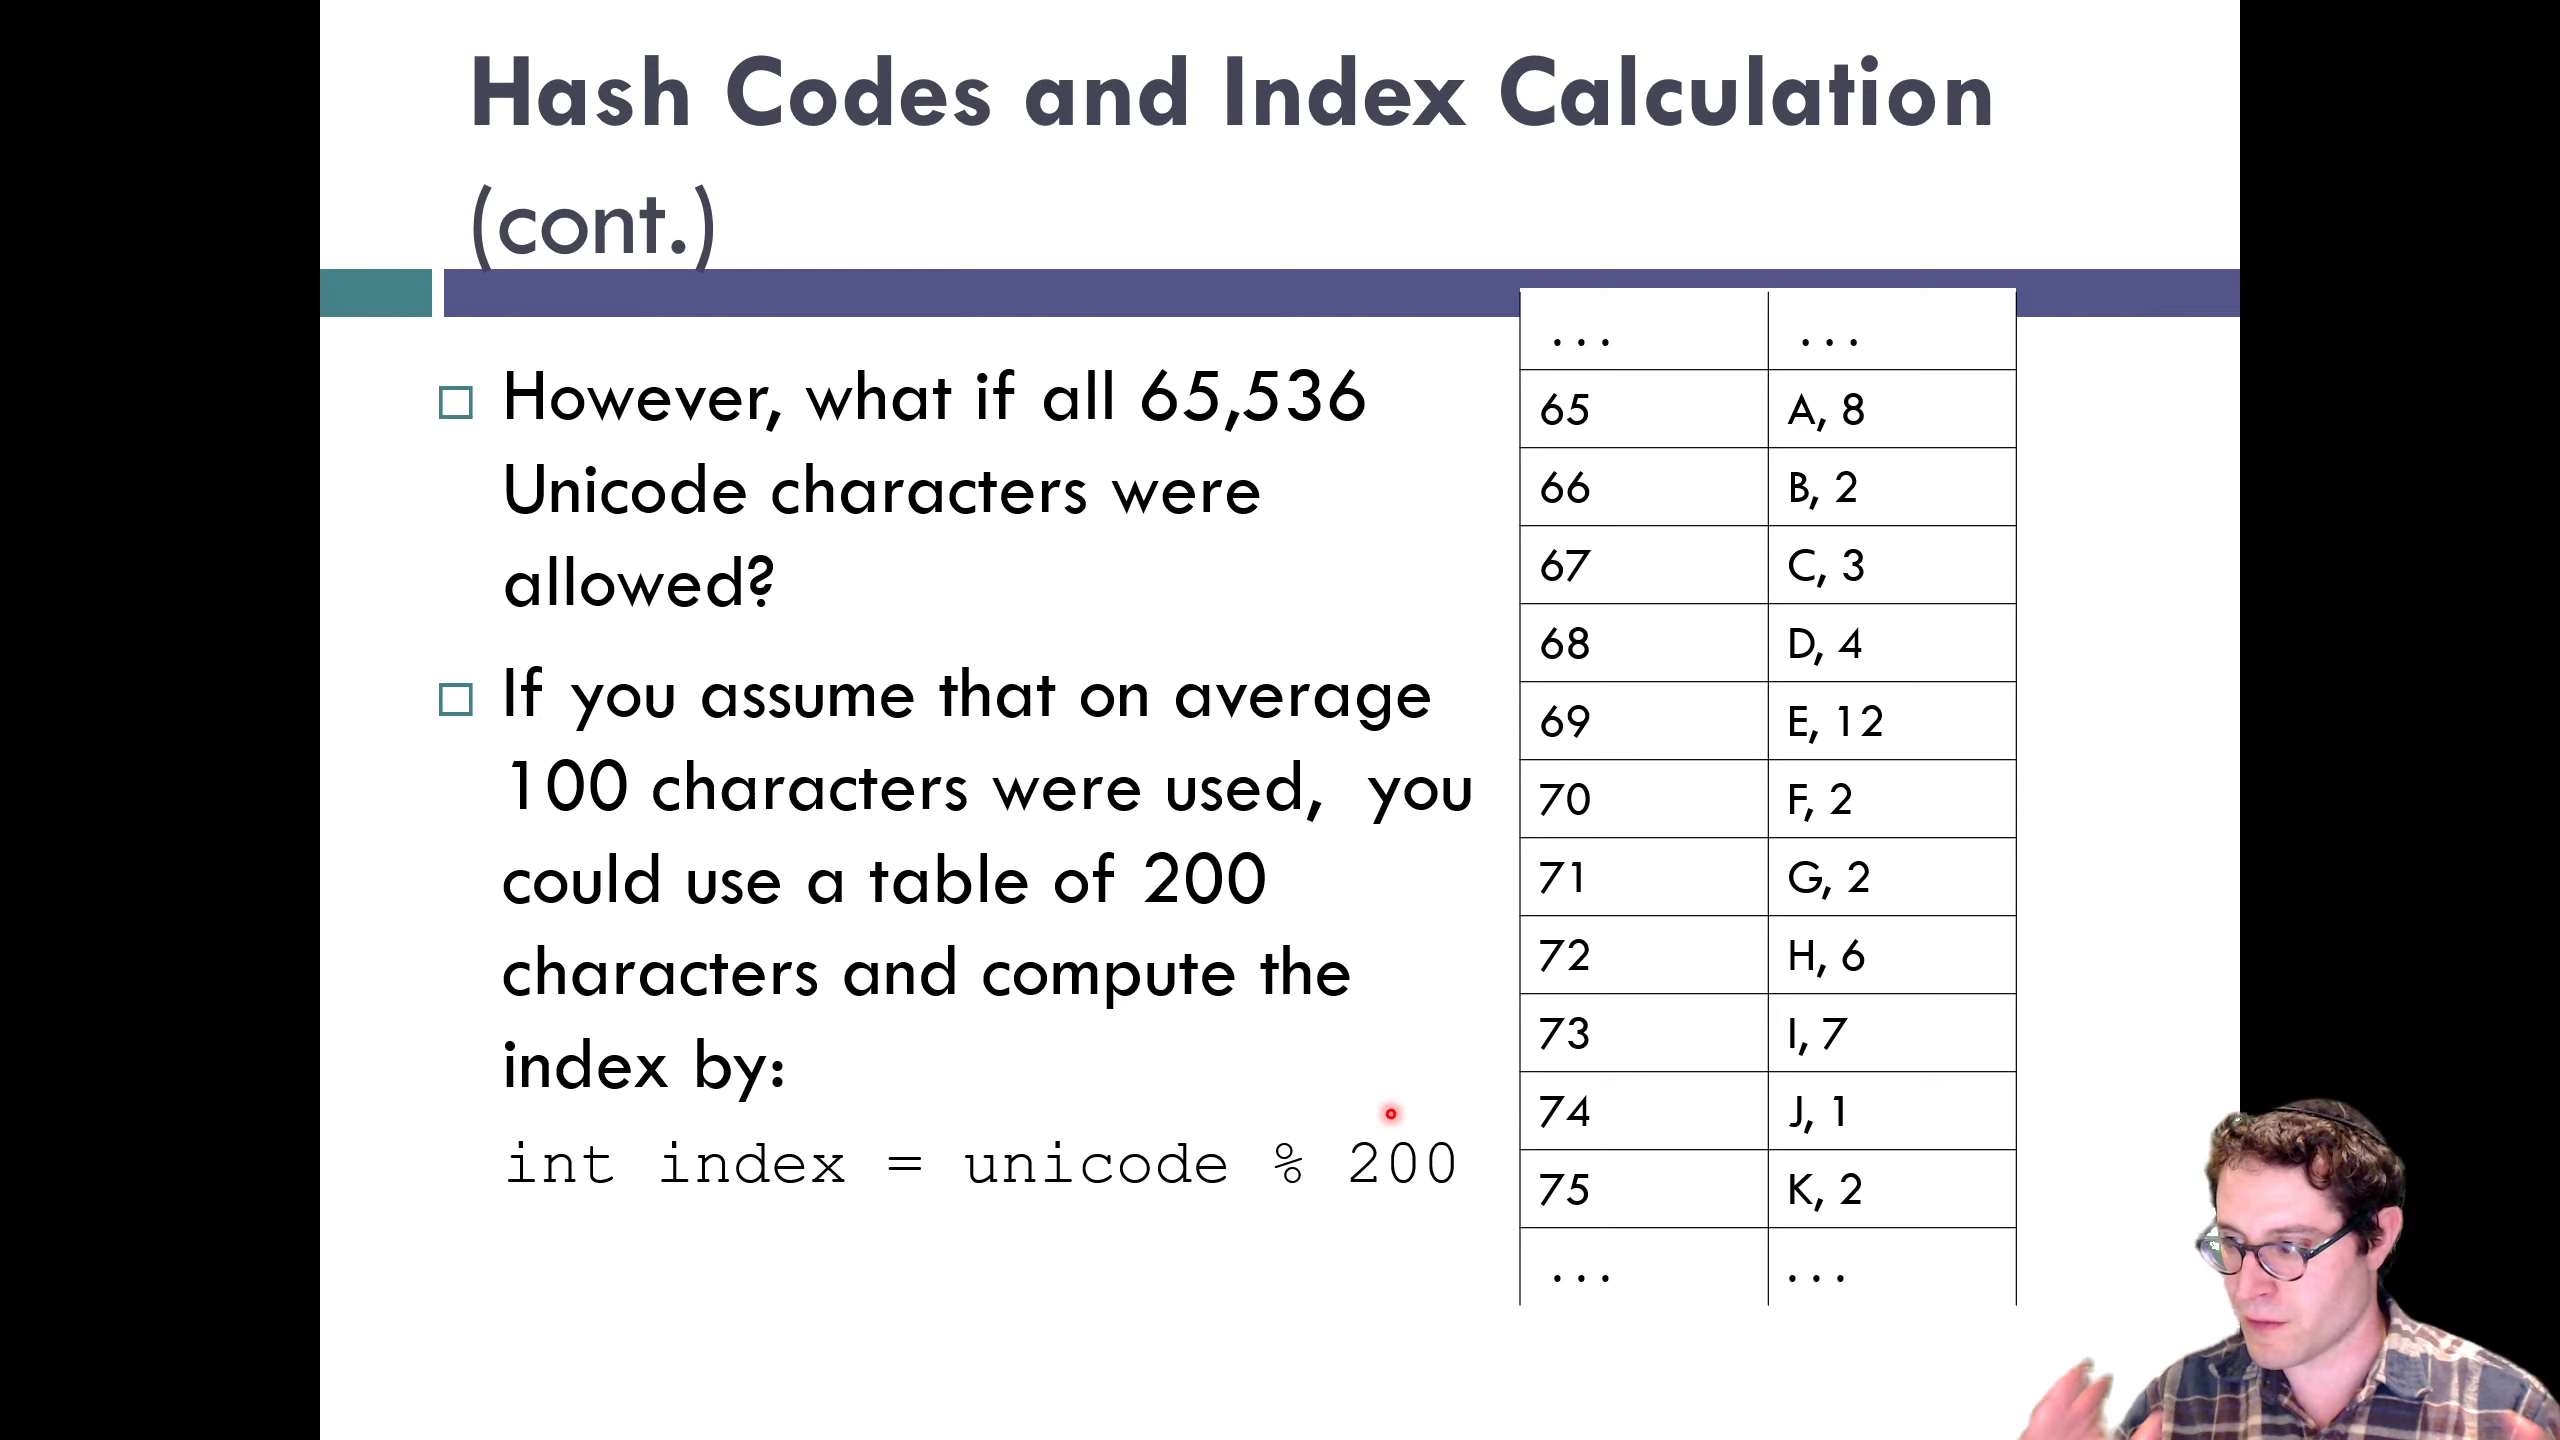 Hash Codes and Index Calculation
(cont.)
However, what if all 65,536
Unicode characters were
allowed?
If you assume that on average
100 characters were used,  you
could use a table of 200
characters and compute the
index by:
int index = unicode % 200
... ...
65 A, 8
66 B, 2
67 C, 3
68 D, 4
69 E, 12
70 F, 2
71 G, 2
72 H, 6
73 I, 7
74 J, 1
75 K, 2
... ...